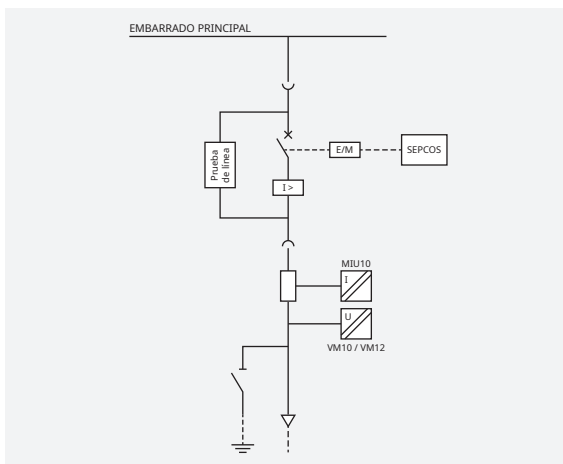 EMBARRADO PRINCIPAL
Prueba
de línea
E/M
SEPCOS
I >
MIU10
I
U
VM10 / VM12